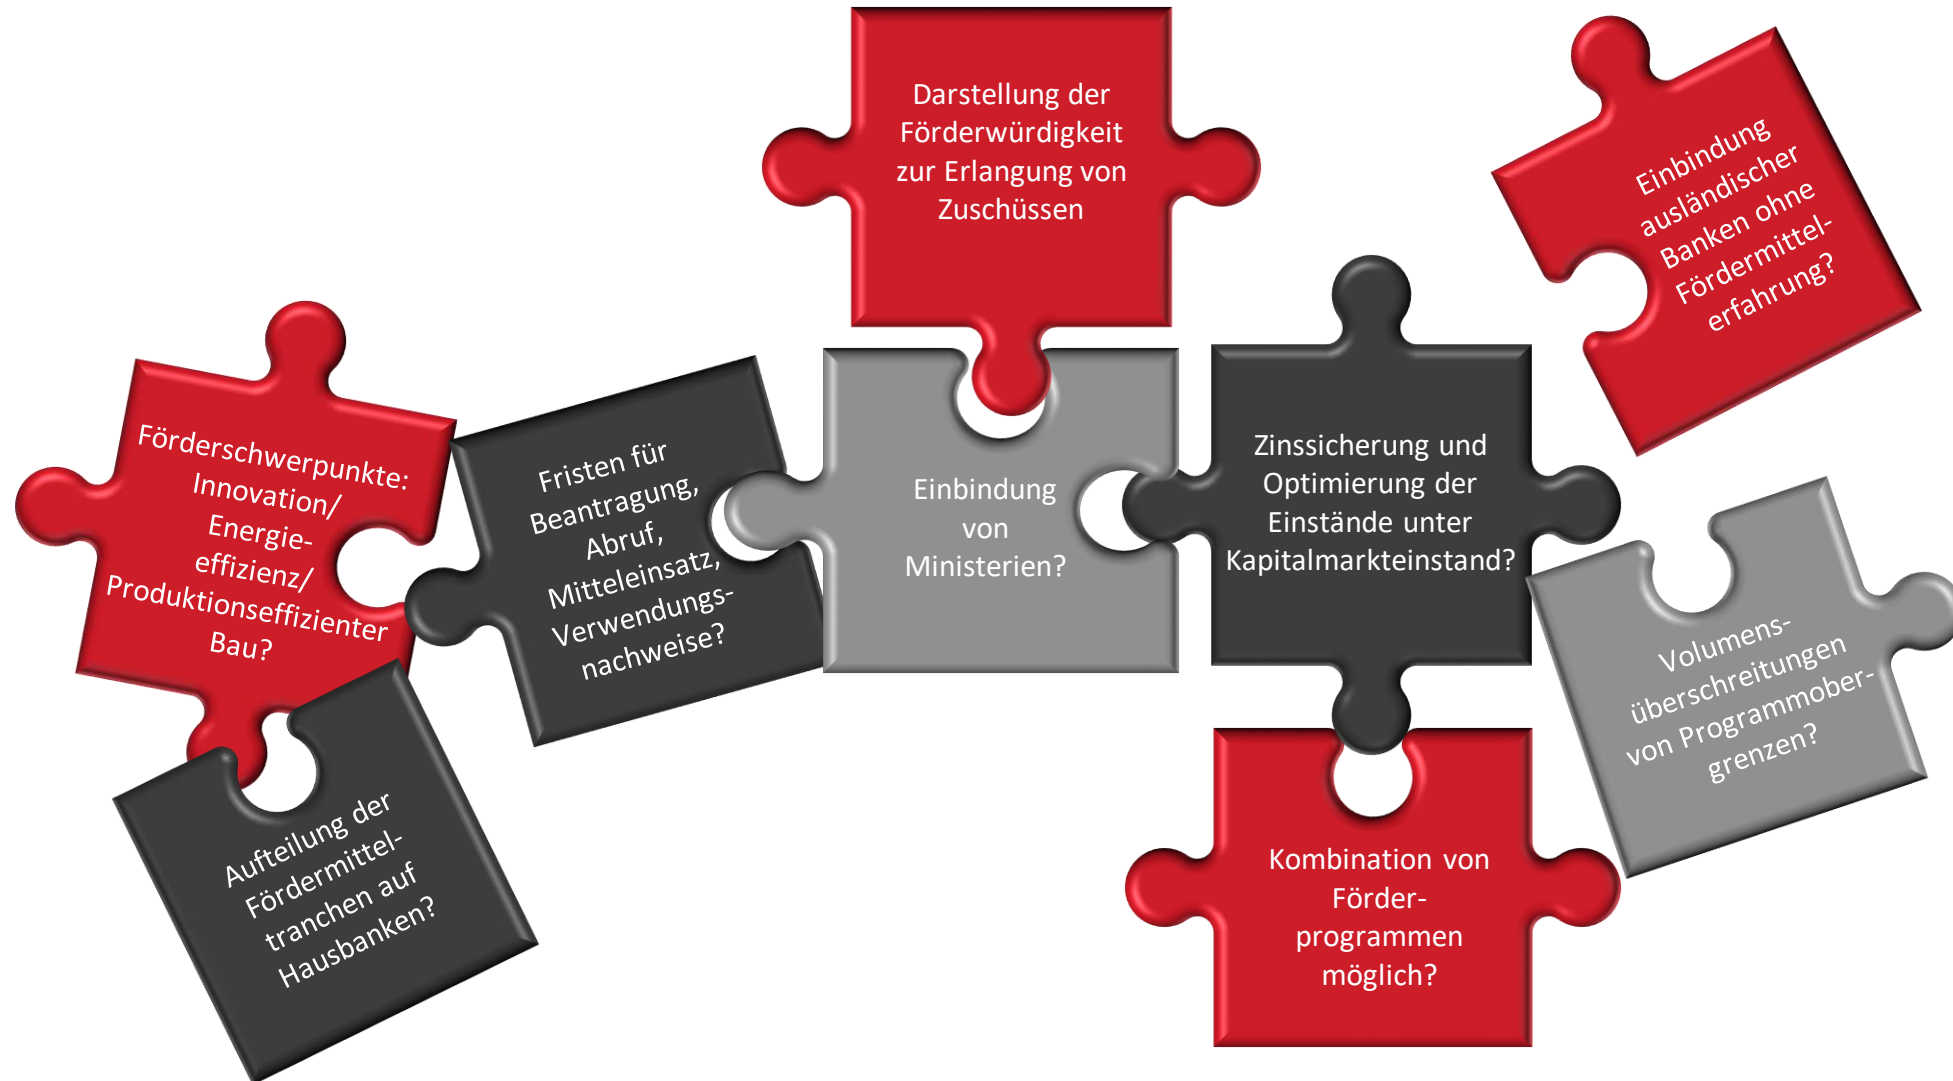 Darstellung der
Förderwürdigkeit
zur Erlangung von
Zuschüssen
Einbindung
ausländischer
Banken ohne
Fördermittel-
erfahrung?
Förderschwerpunkte:
Innovation/
Energie-
effizienz/
Produktionseffizienter
Bau?
Fristen für
Beantragung,
Abruf,
Mitteleinsatz,
Verwendungs-
nachweise?
Einbindung
von
Ministerien?
Zinssicherung und
Optimierung der
Einstände unter
Kapitalmarkteinstand?
Volumens-
überschreitungen
von Programmober-
grenzen?
Aufteilung der
Fördermittel-
tranchen auf
Hausbanken?
Kombination von
Förder-
programmen
möglich?